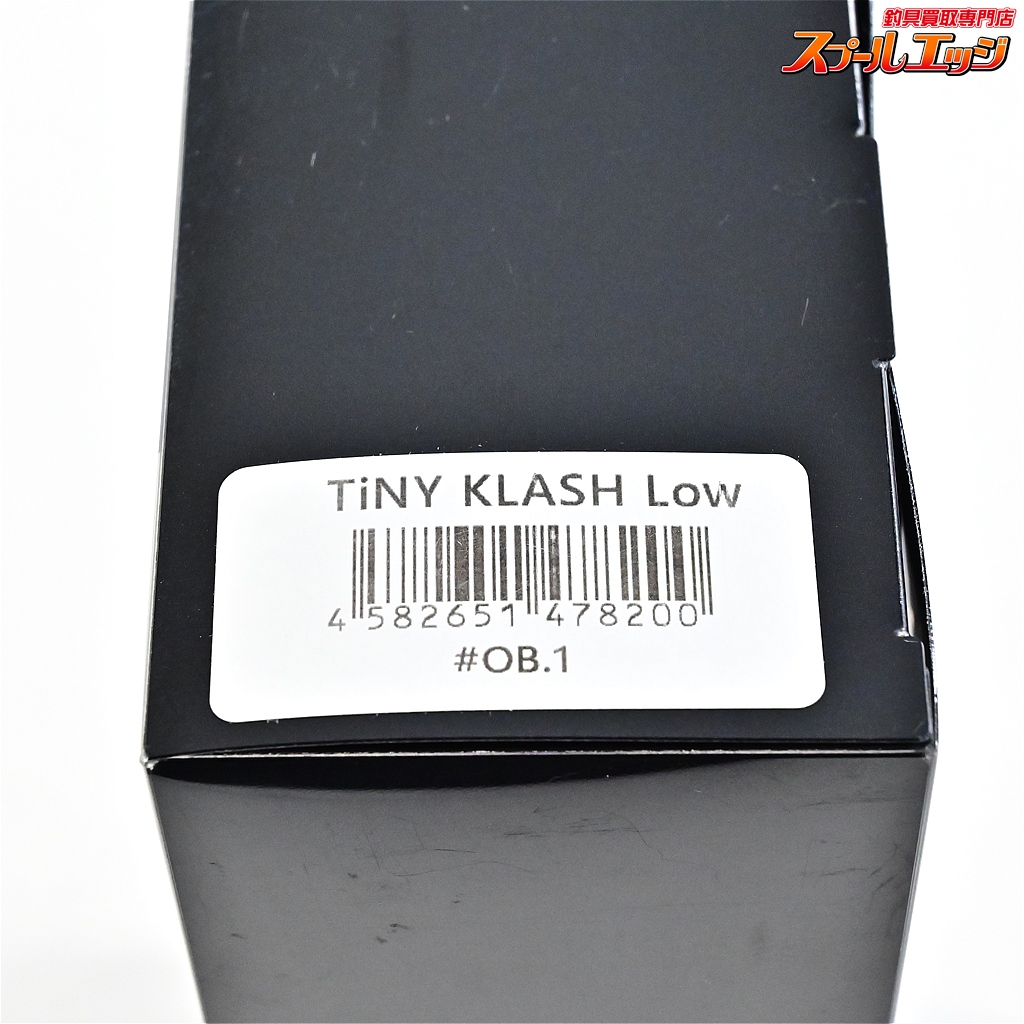 釣具買取専門店
スプールエッジ
TiNY KLASH Low
4 582651 478200
#OB.1